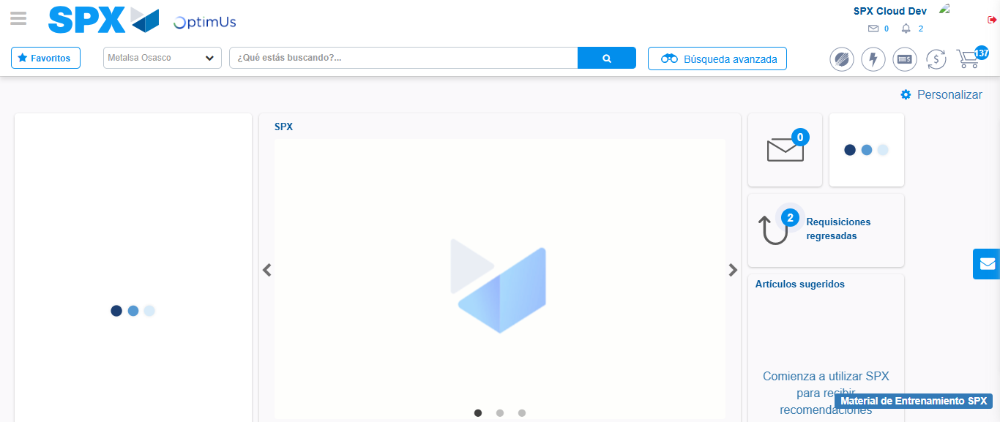 SPX OptimUs
SPX Cloud Dev
0 2
Favoritos Metalsa Osasco ¿Qué estás buscando?... Búsqueda avanzada
137
Personalizar
SPX
0
2 Requisiciones
regresadas
Artículos sugeridos
Comienza a utilizar SPX
para recibir
recomendaciones
Material de Entrenamiento SPX